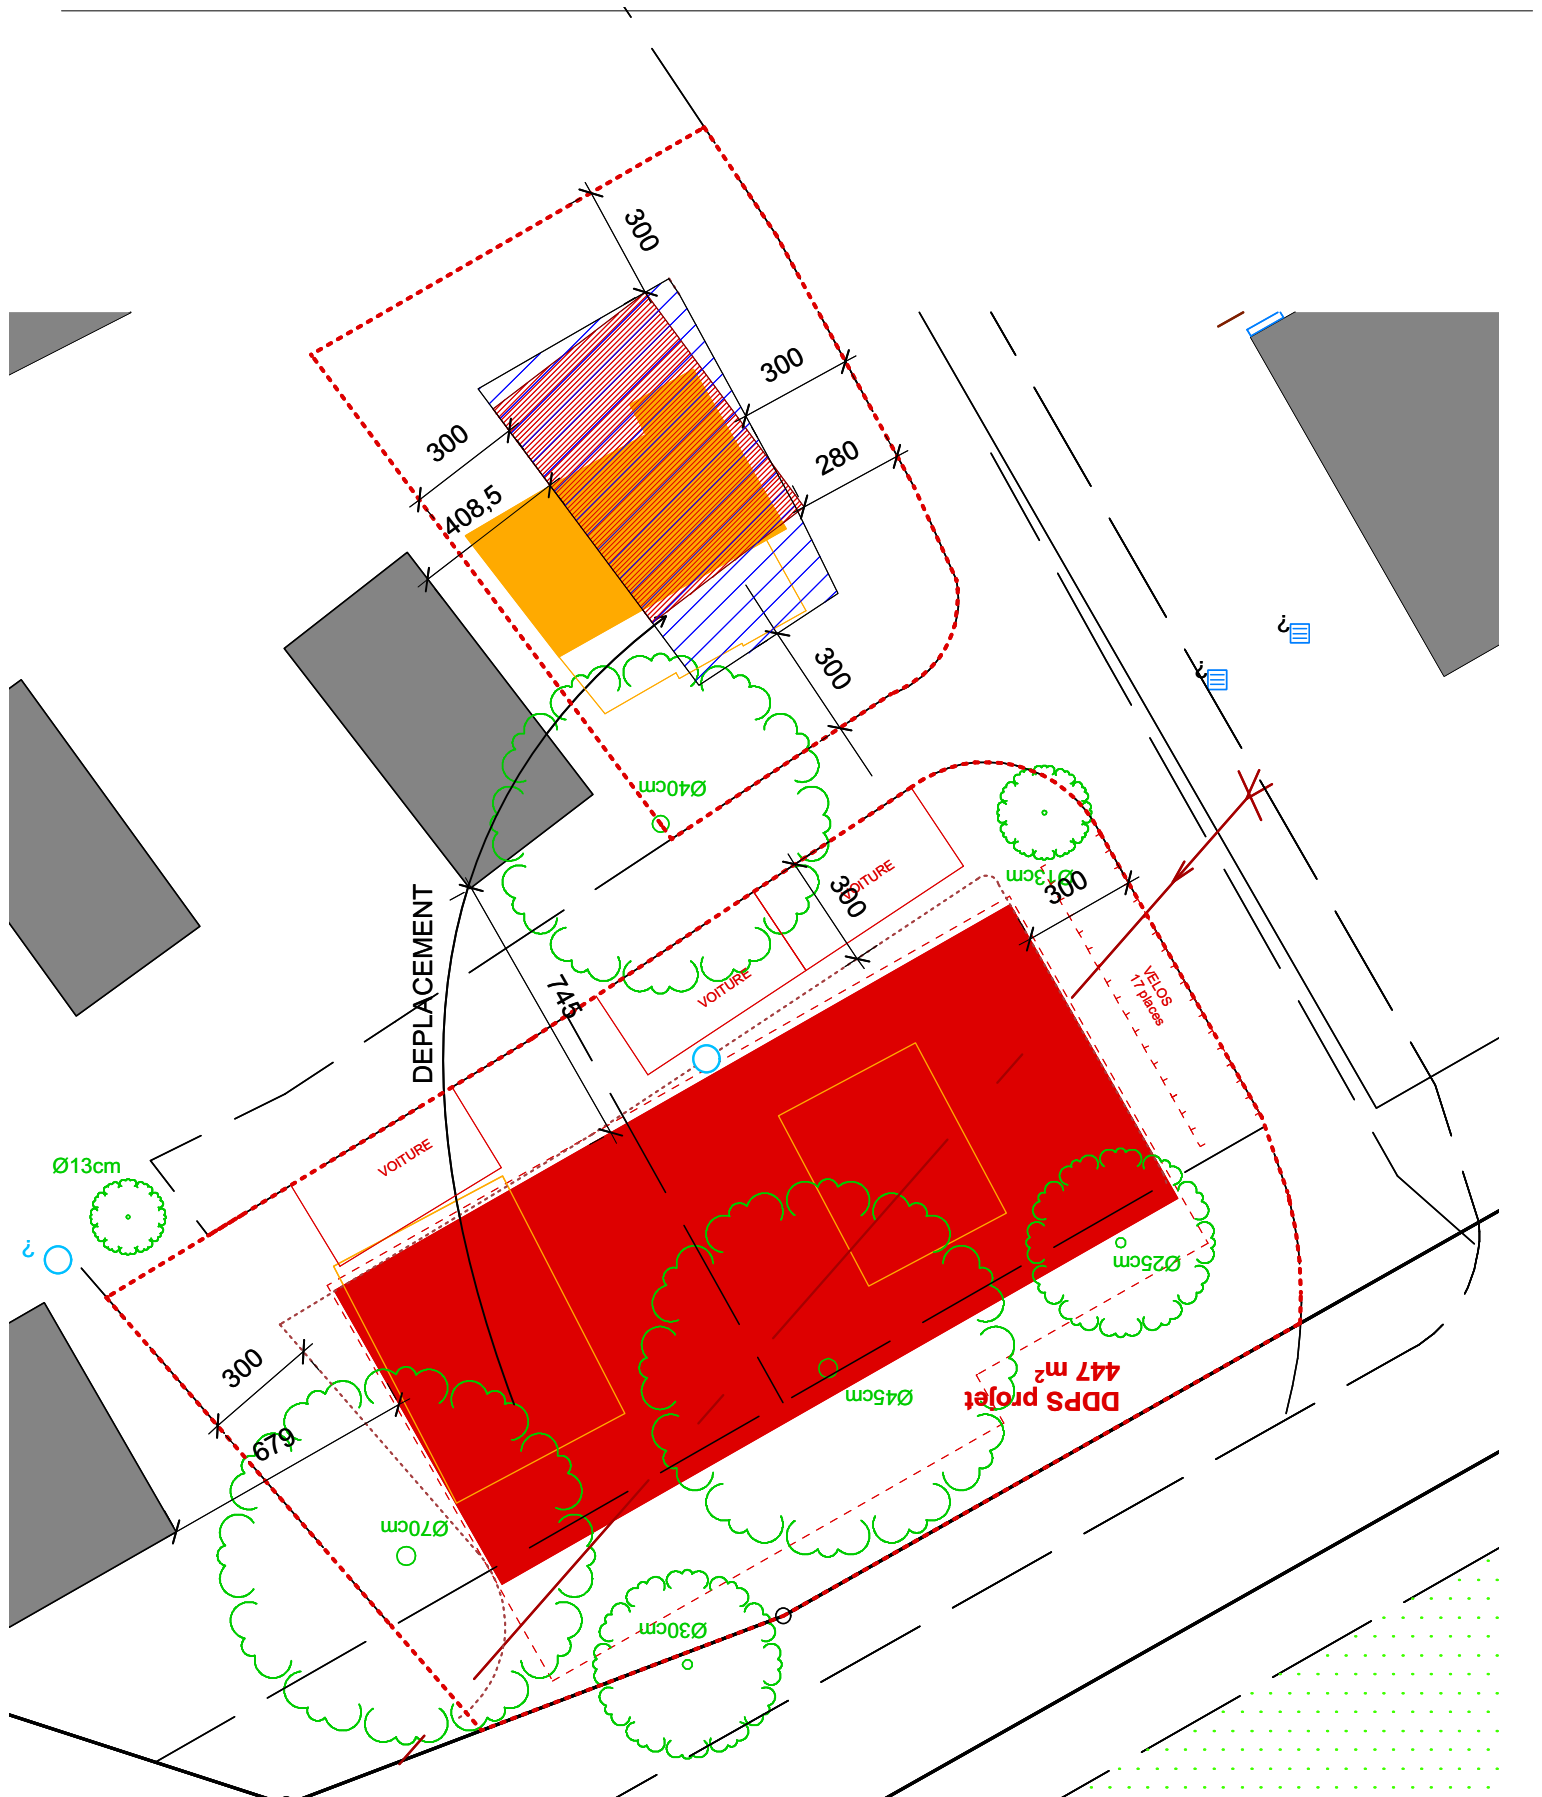 300
300
300
280
408,5
300
Ø40cm
VOITURE
300
Ø13cm
300
DEPLACEMENT
745
VOITURE
VELOS
17 places
VOITURE
Ø13cm
?
?
?
Ø25cm
300
679
DDPS projet
447 m²
Ø45cm
Ø70cm
Ø30cm